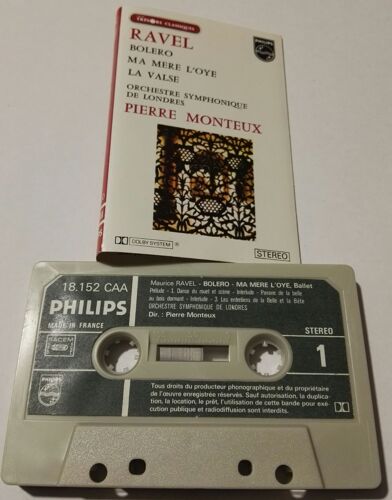 TRÉSORS CLASSIQUES
RAVEL
BOLERO
MA MERE L'OYE
LA VALSE
ORCHESTRE SYMPHONIQUE
DE LONDRES
PIERRE MONTEUX
PHILIPS
DOLBY SYSTEM ®
STEREO
18.152 CAA
PHILIPS
MADE IN FRANCE
SACEM
PHILIPS
Maurice RAVEL - BOLERO - MA MERE L'OYE, Ballet
Prélude - 1. Danse du rouet et scène - Interlude - Pavane de la belle
au bois dormant - Interlude - 2. Les entretiens de la Belle et la Bête
ORCHESTRE SYMPHONIQUE DE LONDRES
Dir. : Pierre Monteux
STEREO
1
Tous droits du producteur phonographique et du propriétaire
de l'œuvre enregistrée réservés. Sauf autorisation, la duplica-
tion, la location, le prêt, l'utilisation de cette bande pour exé-
cution publique et radiodiffusion sont interdits.